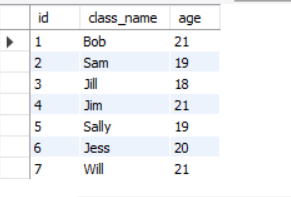 id class_name age
1 Bob 21
2 Sam 19
3 Jill 18
4 Jim 21
5 Sally 19
6 Jess 20
7 Will 21